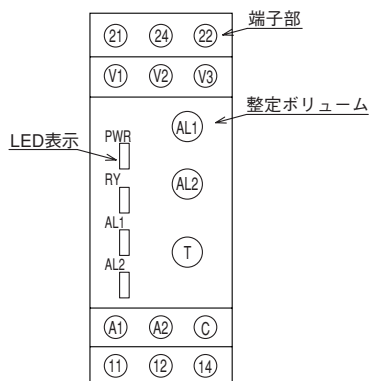 21 24 22
端子部
V1 V2 V3
整定ボリューム
AL1
LED表示
PWR
AL2
RY
AL1
T
AL2
A1 A2 C
11 12 14